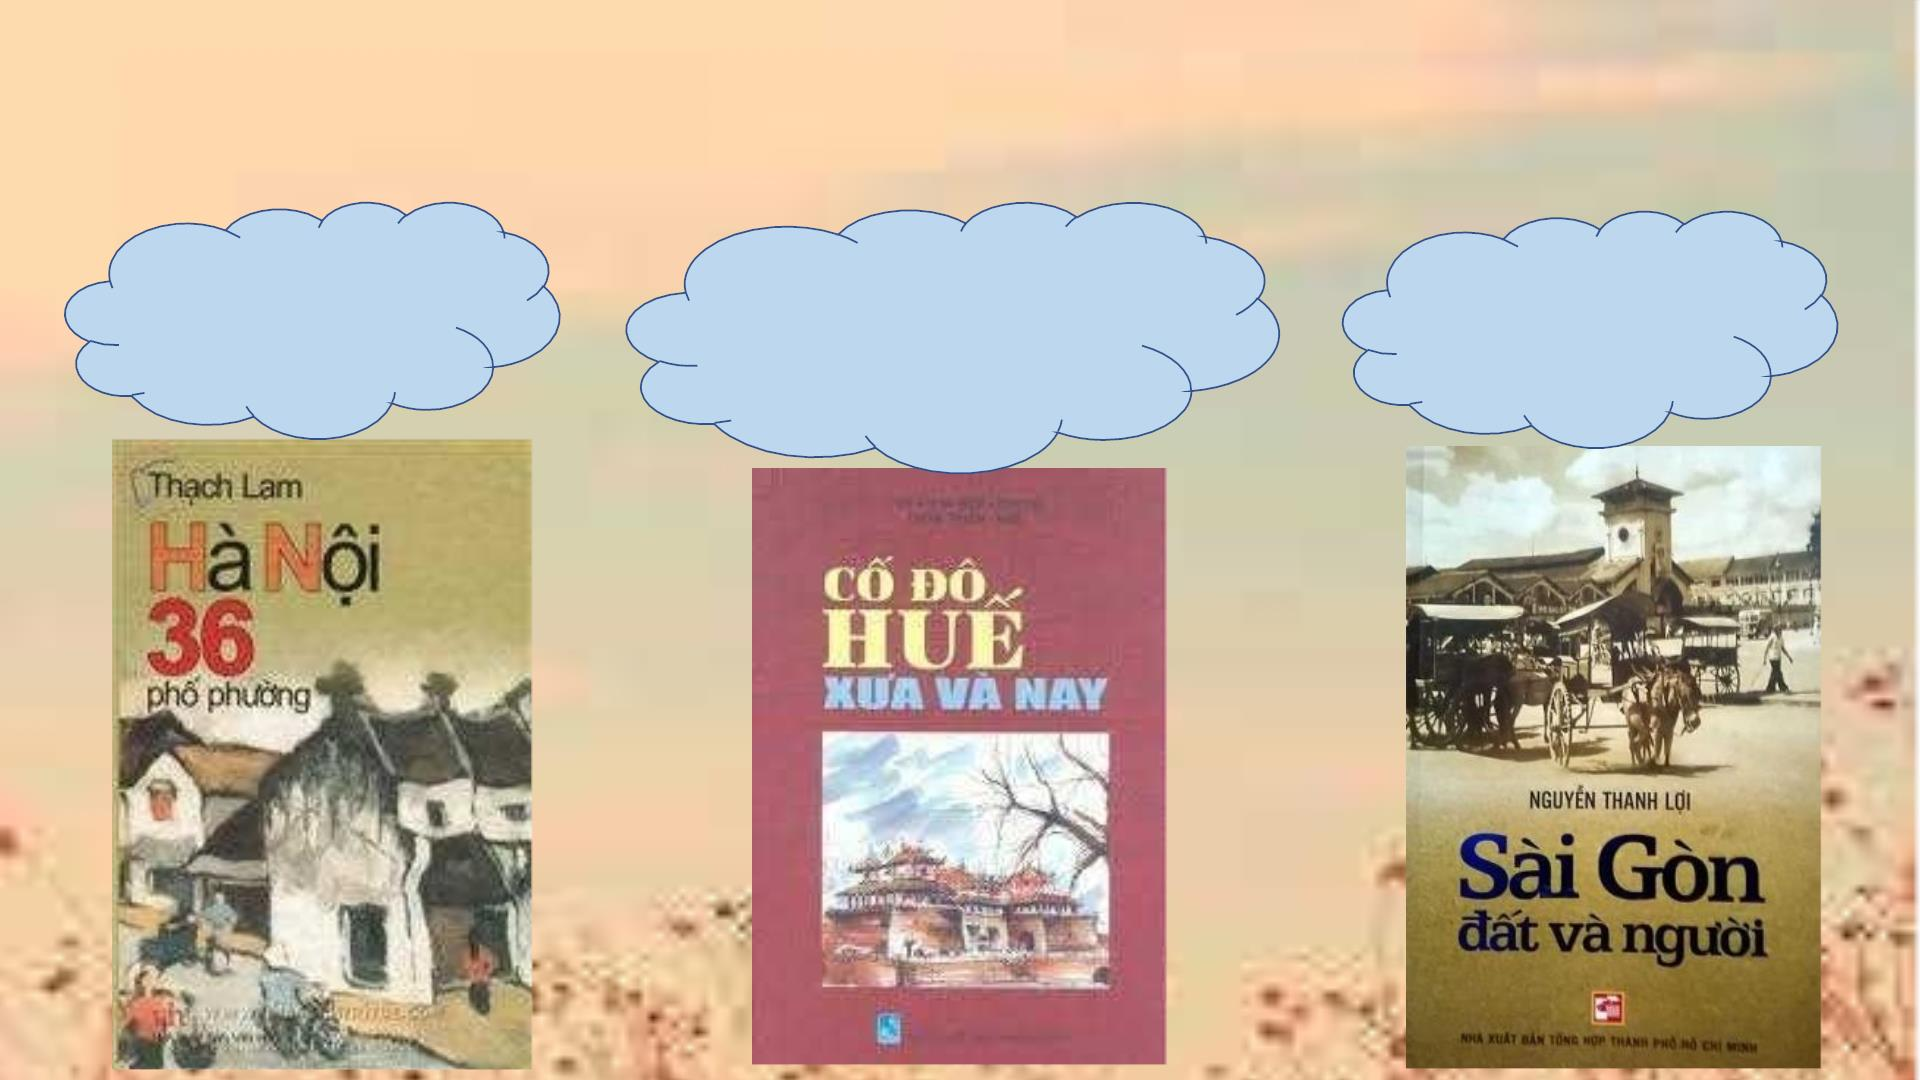 Thạch Lam
Hà Nội
36
phố phường
CỐ ĐÔ
HUẾ
XƯA VÀ NAY
NGUYỄN THANH LỢI
Sài Gòn
đất và người
NHÀ XUẤT BẢN TỔNG HỢP THÀNH PHỐ HỒ CHÍ MINH